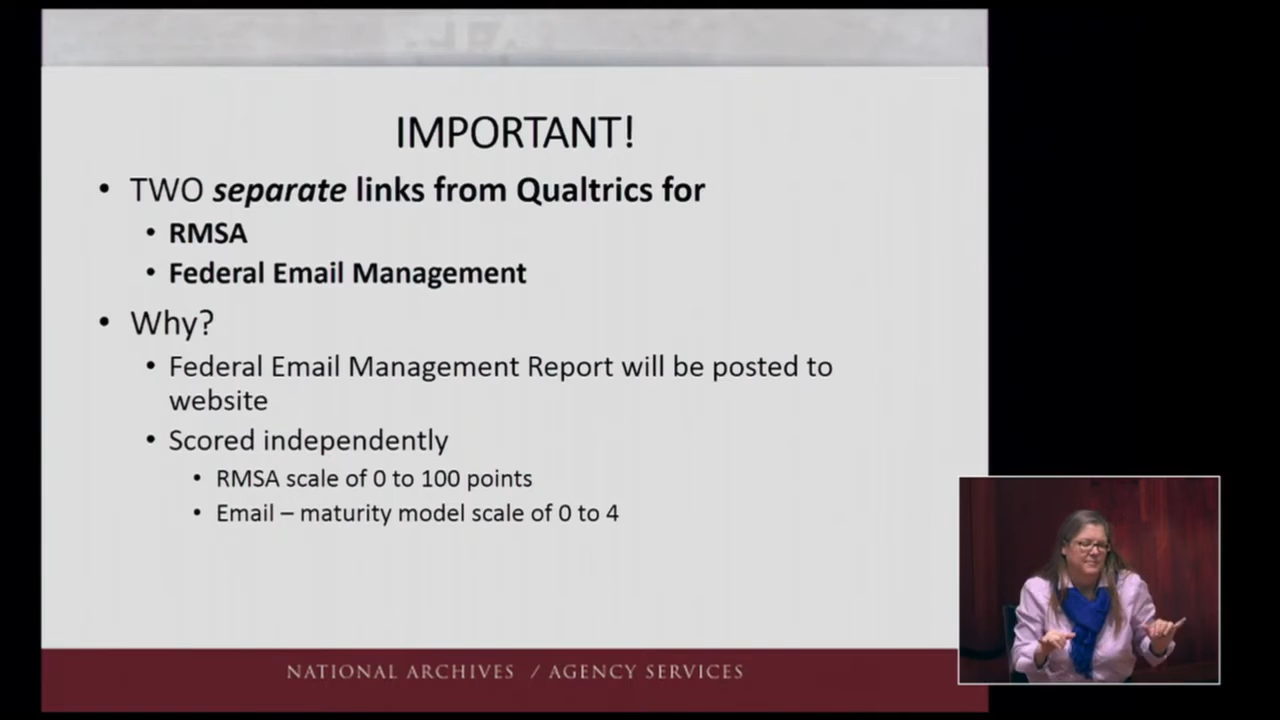 IMPORTANT!
• TWO separate links from Qualtrics for
• RMSA
• Federal Email Management
• Why?
• Federal Email Management Report will be posted to
website
• Scored independently
• RMSA scale of 0 to 100 points
• Email – maturity model scale of 0 to 4
NATIONAL ARCHIVES / AGENCY SERVICES